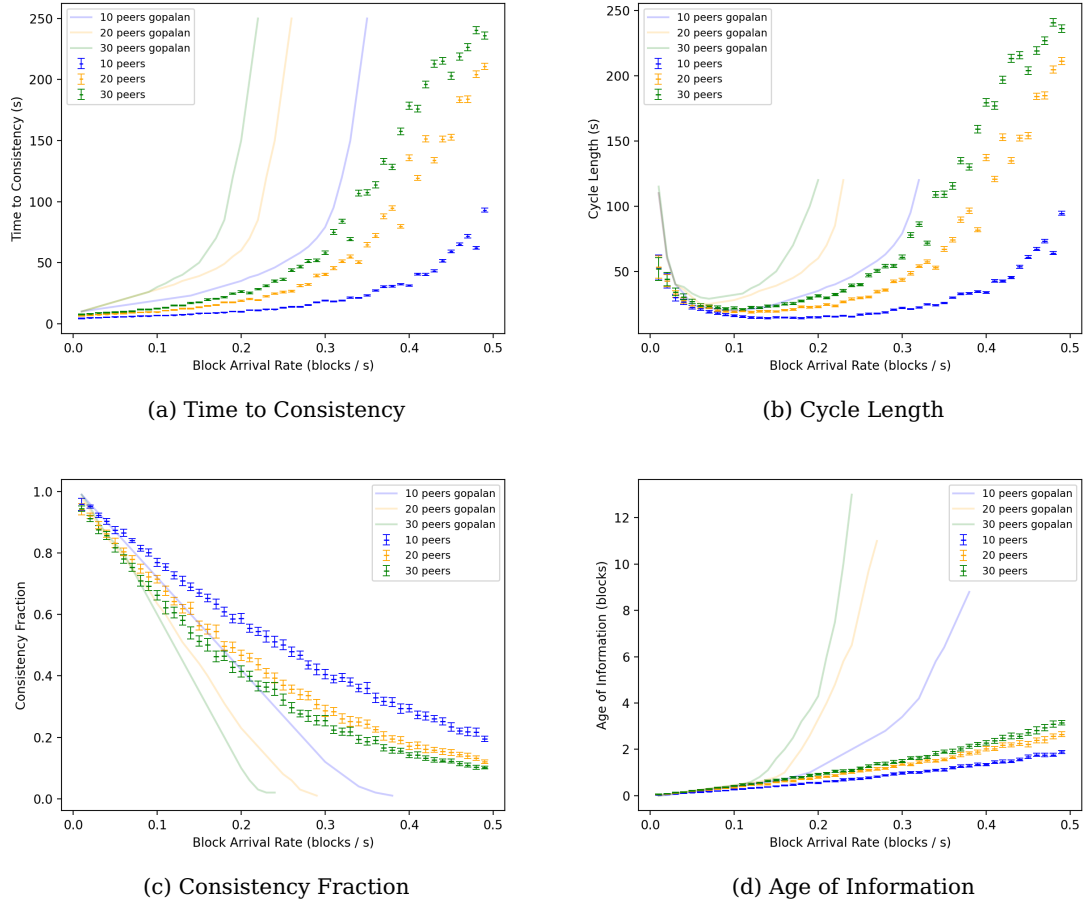 250
200
150
100
50
0
Time to Consistency (s)
10 peers gopalan
20 peers gopalan
30 peers gopalan
10 peers
20 peers
30 peers
0.0 0.1 0.2 0.3 0.4 0.5
Block Arrival Rate (blocks / s)
(a) Time to Consistency
250
200
150
100
50
Cycle Length (s)
10 peers gopalan
20 peers gopalan
30 peers gopalan
10 peers
20 peers
30 peers
0.0 0.1 0.2 0.3 0.4 0.5
Block Arrival Rate (blocks / s)
(b) Cycle Length
1.0
0.8
0.6
0.4
0.2
0.0
Consistency Fraction
10 peers gopalan
20 peers gopalan
30 peers gopalan
10 peers
20 peers
30 peers
0.0 0.1 0.2 0.3 0.4 0.5
Block Arrival Rate (blocks / s)
(c) Consistency Fraction
12
10
8
6
4
2
0
Age of Information (blocks)
10 peers gopalan
20 peers gopalan
30 peers gopalan
10 peers
20 peers
30 peers
0.0 0.1 0.2 0.3 0.4 0.5
Block Arrival Rate (blocks / s)
(d) Age of Information